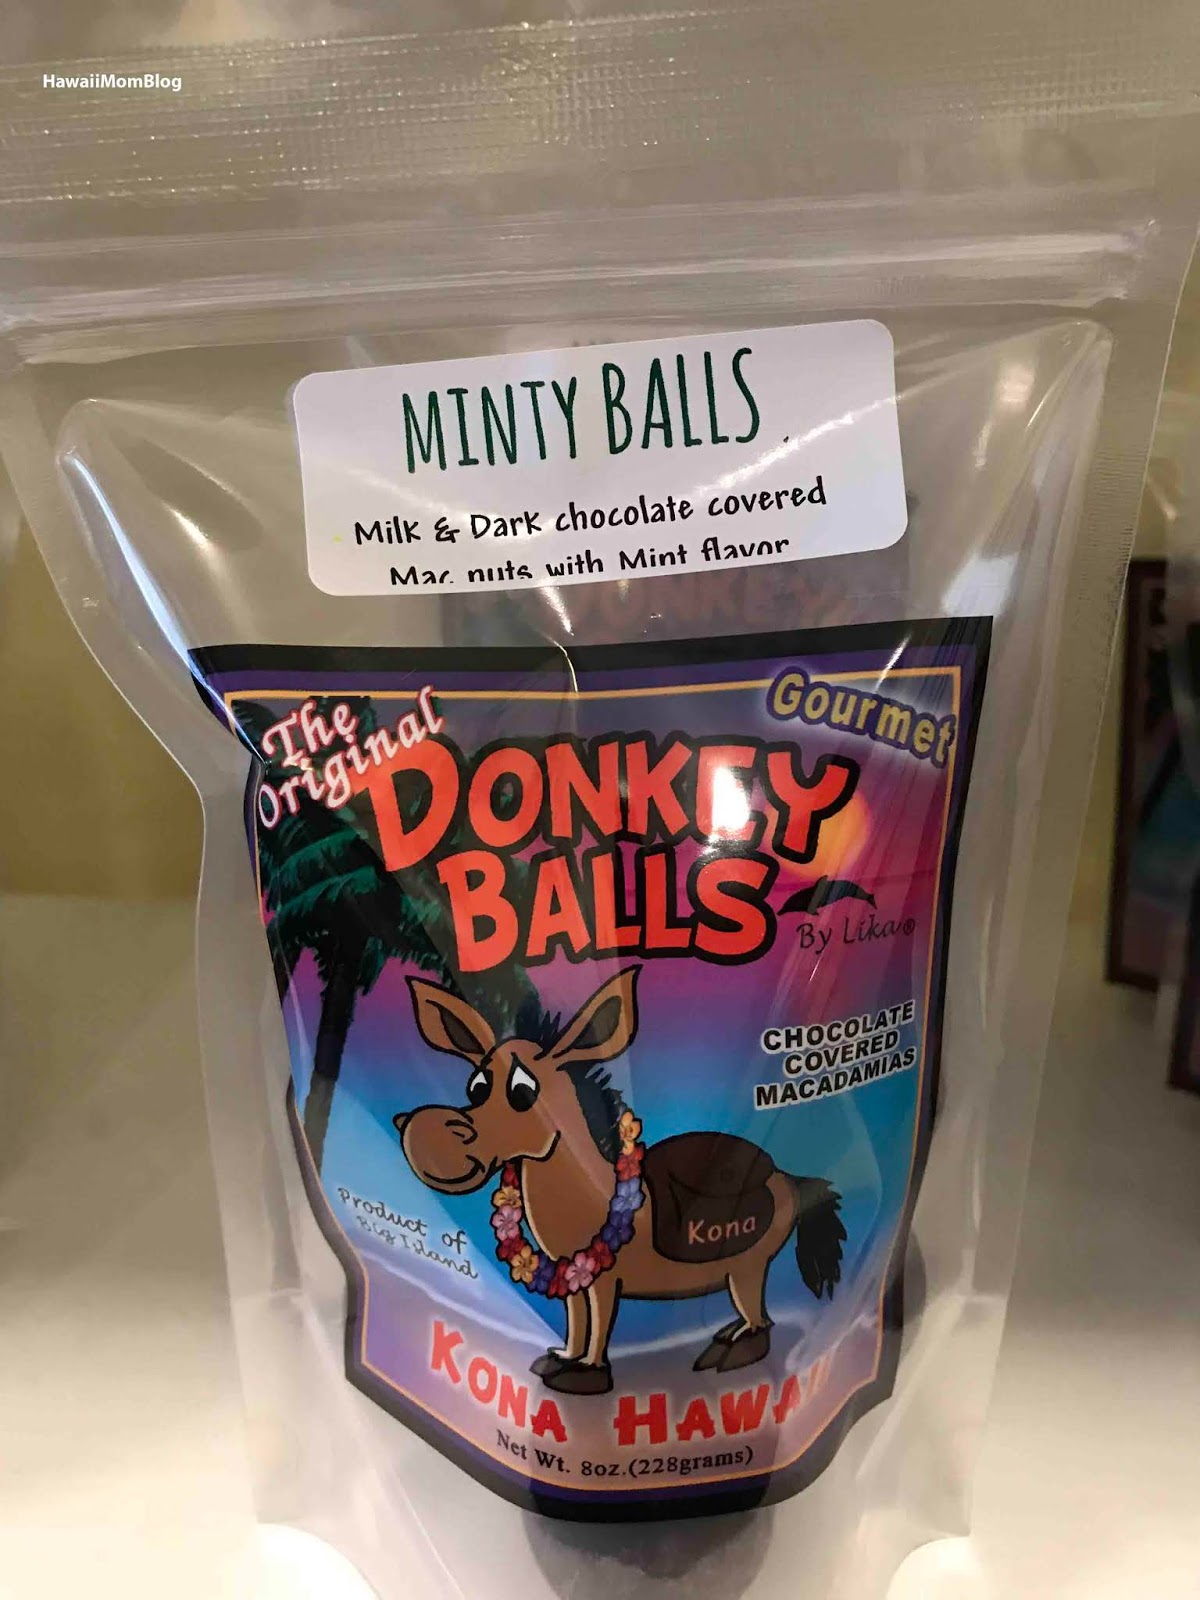 HawaiiMomBlog
MINTY BALLS
Milk & Dark chocolate covered
Mac nuts with Mint flavor
The
Original
Gourmet
DONKEY
BALLS
By Lika®
CHOCOLATE
COVERED
MACADAMIAS
Kona
Product of
Big Island
KONA HAWAII
Net Wt. 8oz.(228grams)
DONKEY